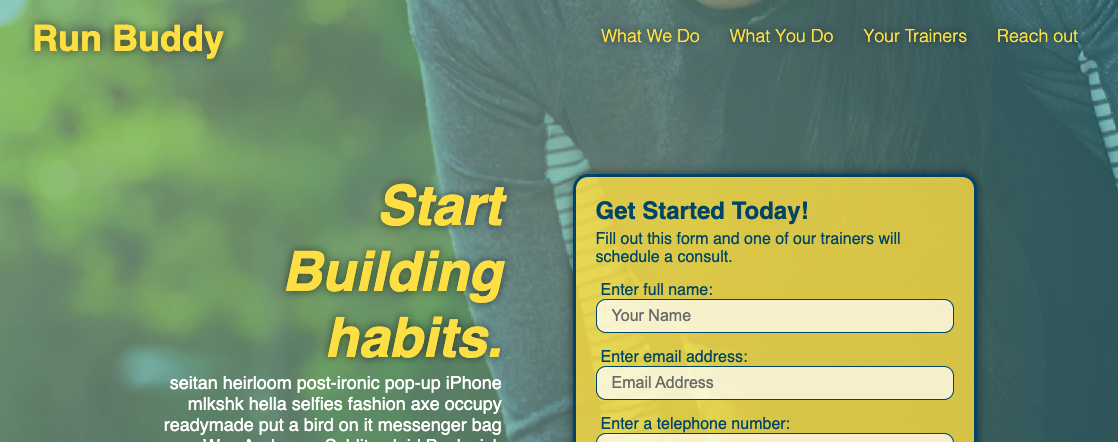 Run Buddy
What We Do
What You Do
Your Trainers
Reach out
Start
Building
habits.
seitan heirloom post-ironic pop-up iPhone
mlkshk hella selfies fashion axe occupy
readymade put a bird on it messenger bag
Get Started Today!
Fill out this form and one of our trainers will
schedule a consult.
Enter full name:
Your Name
Enter email address:
Email Address
Enter a telephone number: